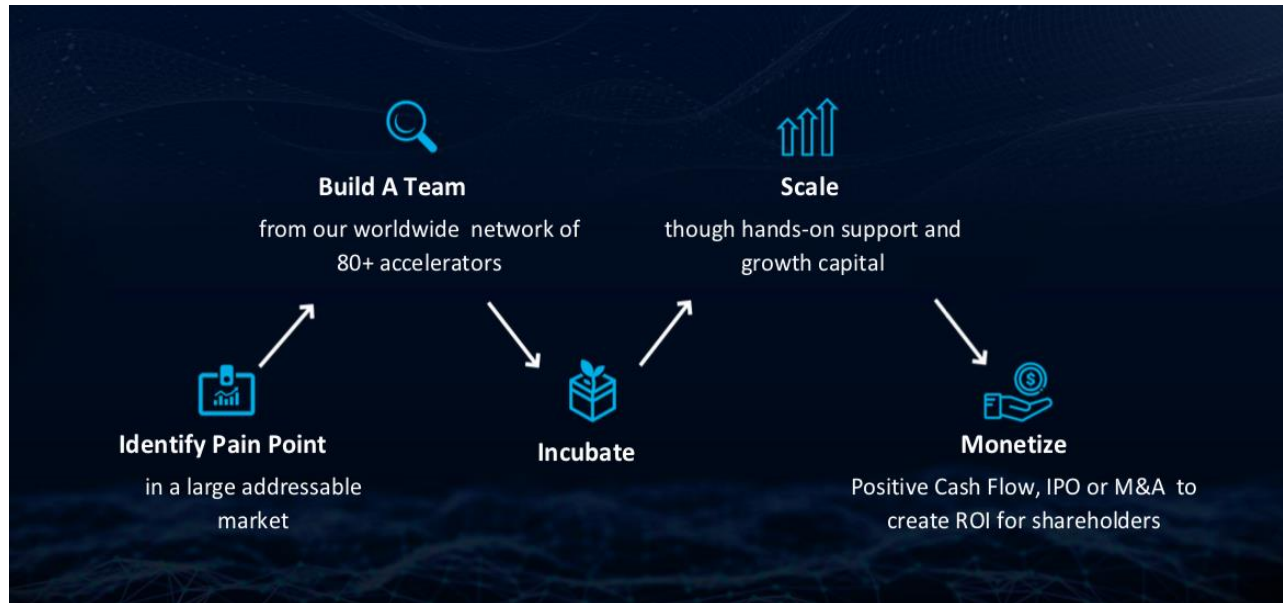 Identify Pain Point
in a large addressable
market
Build A Team
from our worldwide network of
80+ accelerators
Incubate
Scale
though hands-on support and
growth capital
Monetize
Positive Cash Flow, IPO or M&A to
create ROI for shareholders